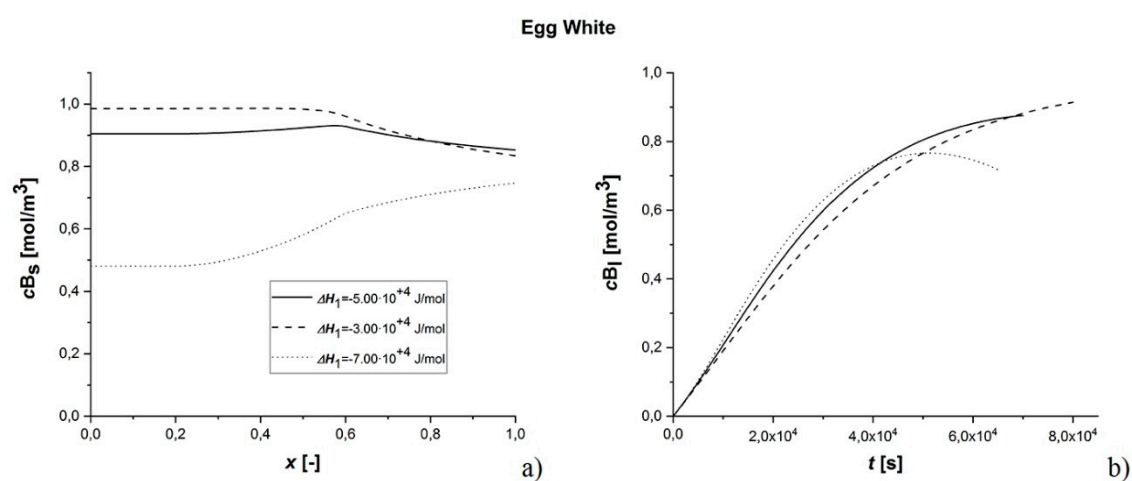 Egg White
cBs [mol/m³]
1,0
0,8
0,6
0,4
0,2
0,0
0,0 0,2 0,4 0,6 0,8 1,0
x [-]
ΔH₁=-5.00·10⁺⁴ J/mol
ΔH₁=-3.00·10⁺⁴ J/mol
ΔH₁=-7.00·10⁺⁴ J/mol
a)
cBl [mol/m³]
1,0
0,8
0,6
0,4
0,2
0,0
0,0 2,0x10⁴ 4,0x10⁴ 6,0x10⁴ 8,0x10⁴
t [s]
b)